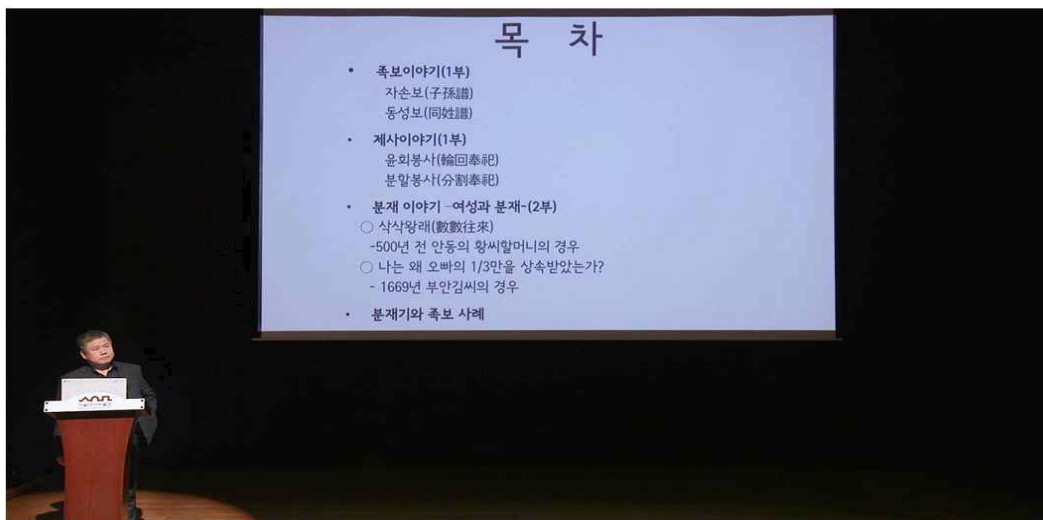 목 차
• 족보이야기(1부)
자손보(子孫譜)
동성보(同姓譜)
• 제사이야기(1부)
윤회봉사(輪回奉祀)
분할봉사(分割奉祀)
• 분재 이야기 -여성과 분재-(2부)
○ 삭삭왕래(數數往來)
-500년 전 안동의 황씨할머니의 경우
○ 나는 왜 오빠의 1/3만을 상속받았는가?
- 1669년 부안김씨의 경우
• 분재기와 족보 사례